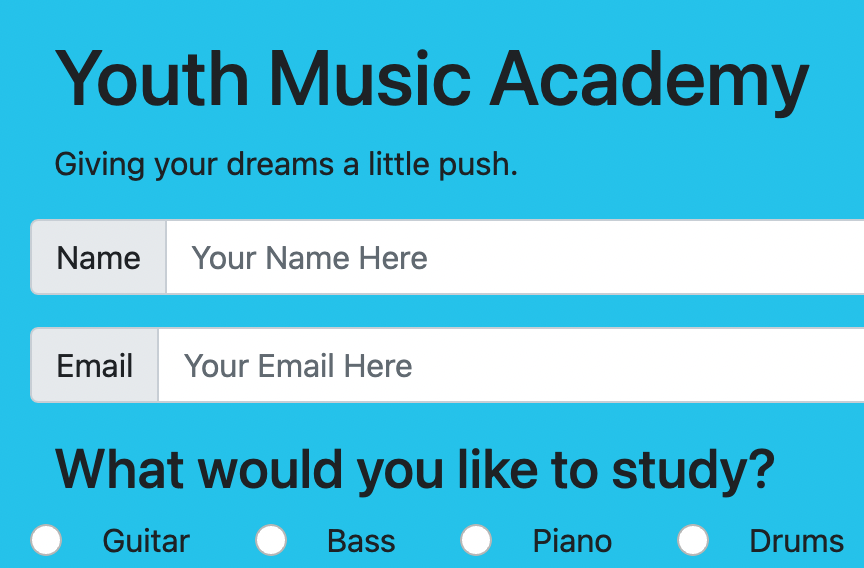 Youth Music Academy
Giving your dreams a little push.
Name Your Name Here
Email Your Email Here
What would you like to study?
Guitar Bass Piano Drums